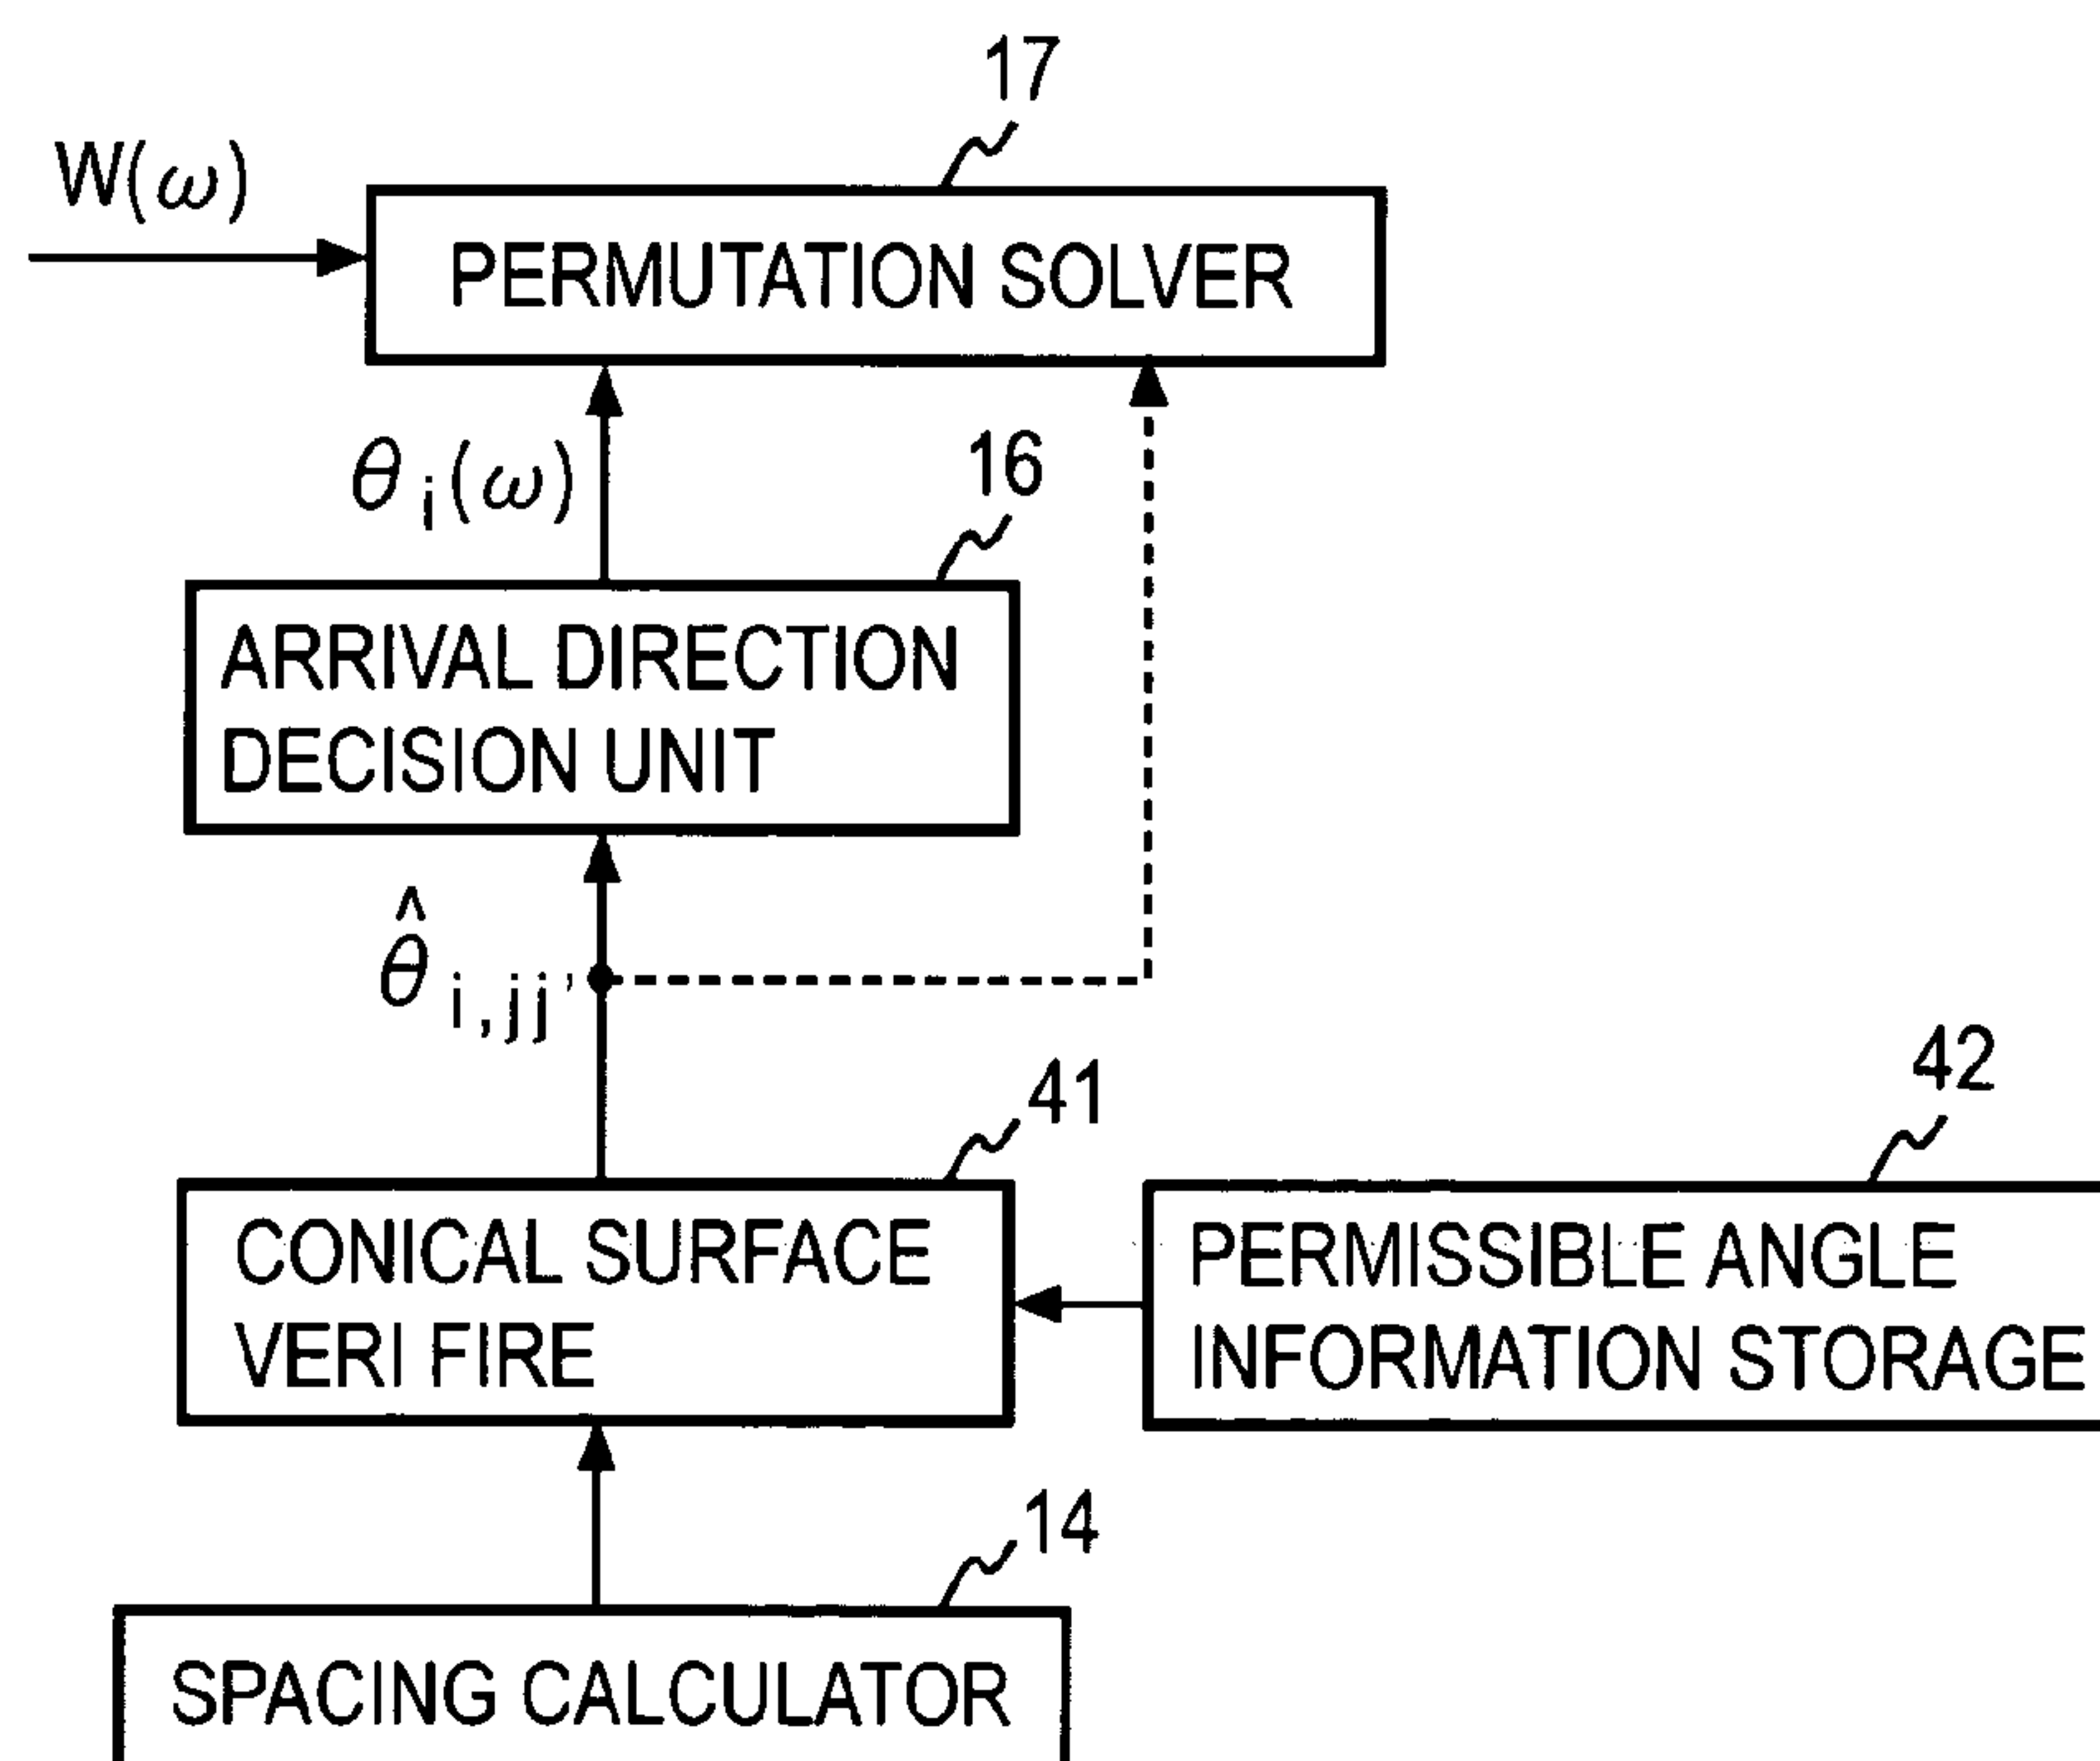 17
W(ω)
PERMUTATION SOLVER
θi(ω)
16
ARRIVAL DIRECTION
DECISION UNIT
θ̂i,jj'
41
42
CONICAL SURFACE
VERI FIRE
PERMISSIBLE ANGLE
INFORMATION STORAGE
14
SPACING CALCULATOR